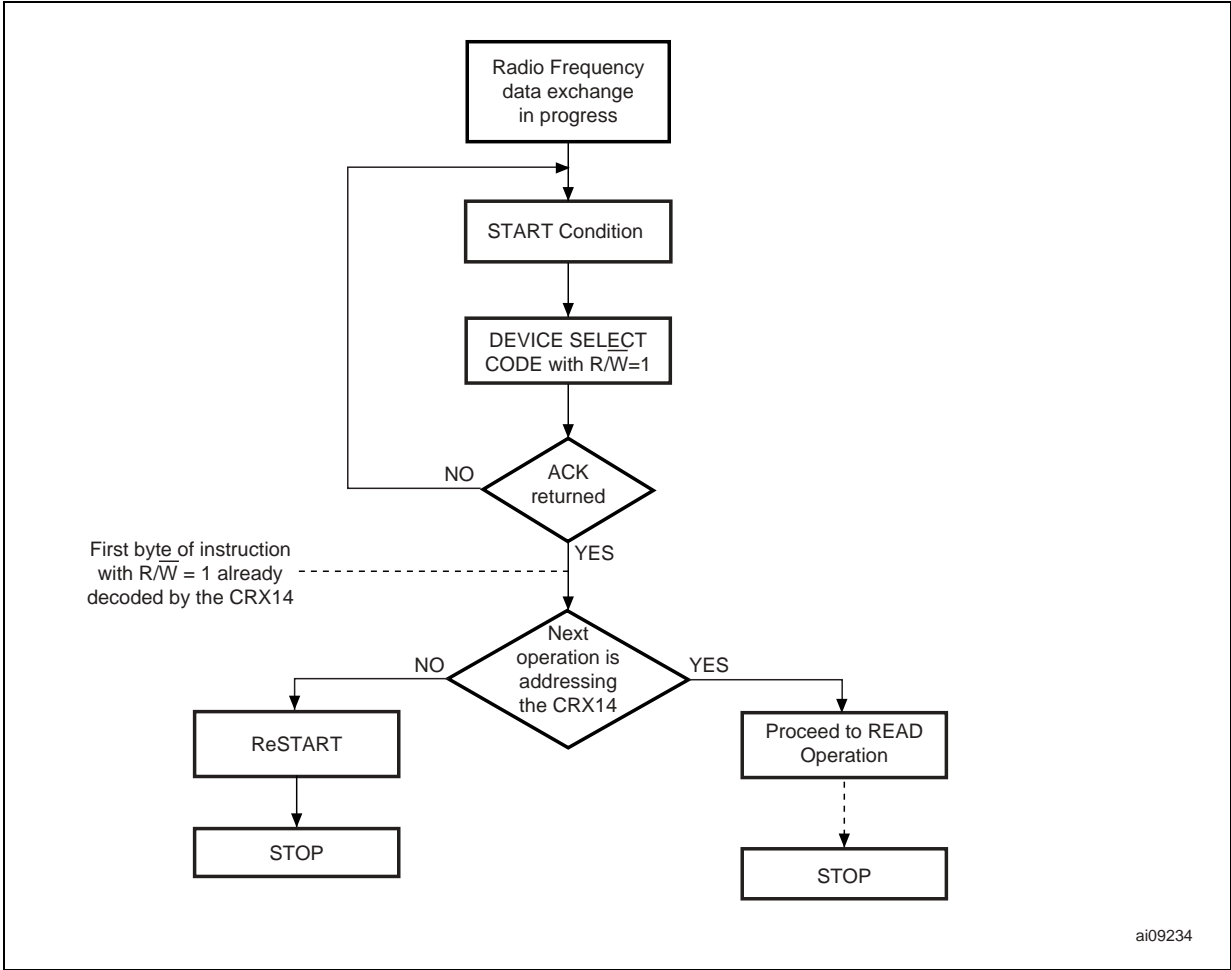 Radio Frequency
data exchange
in progress
START Condition
DEVICE SELECT
CODE with R/W̅=1
NO
ACK
returned
YES
First byte of instruction
with R/W̅ = 1 already
decoded by the CRX14
Next
operation is
addressing
the CRX14
NO
YES
ReSTART
Proceed to READ
Operation
STOP
STOP
ai09234